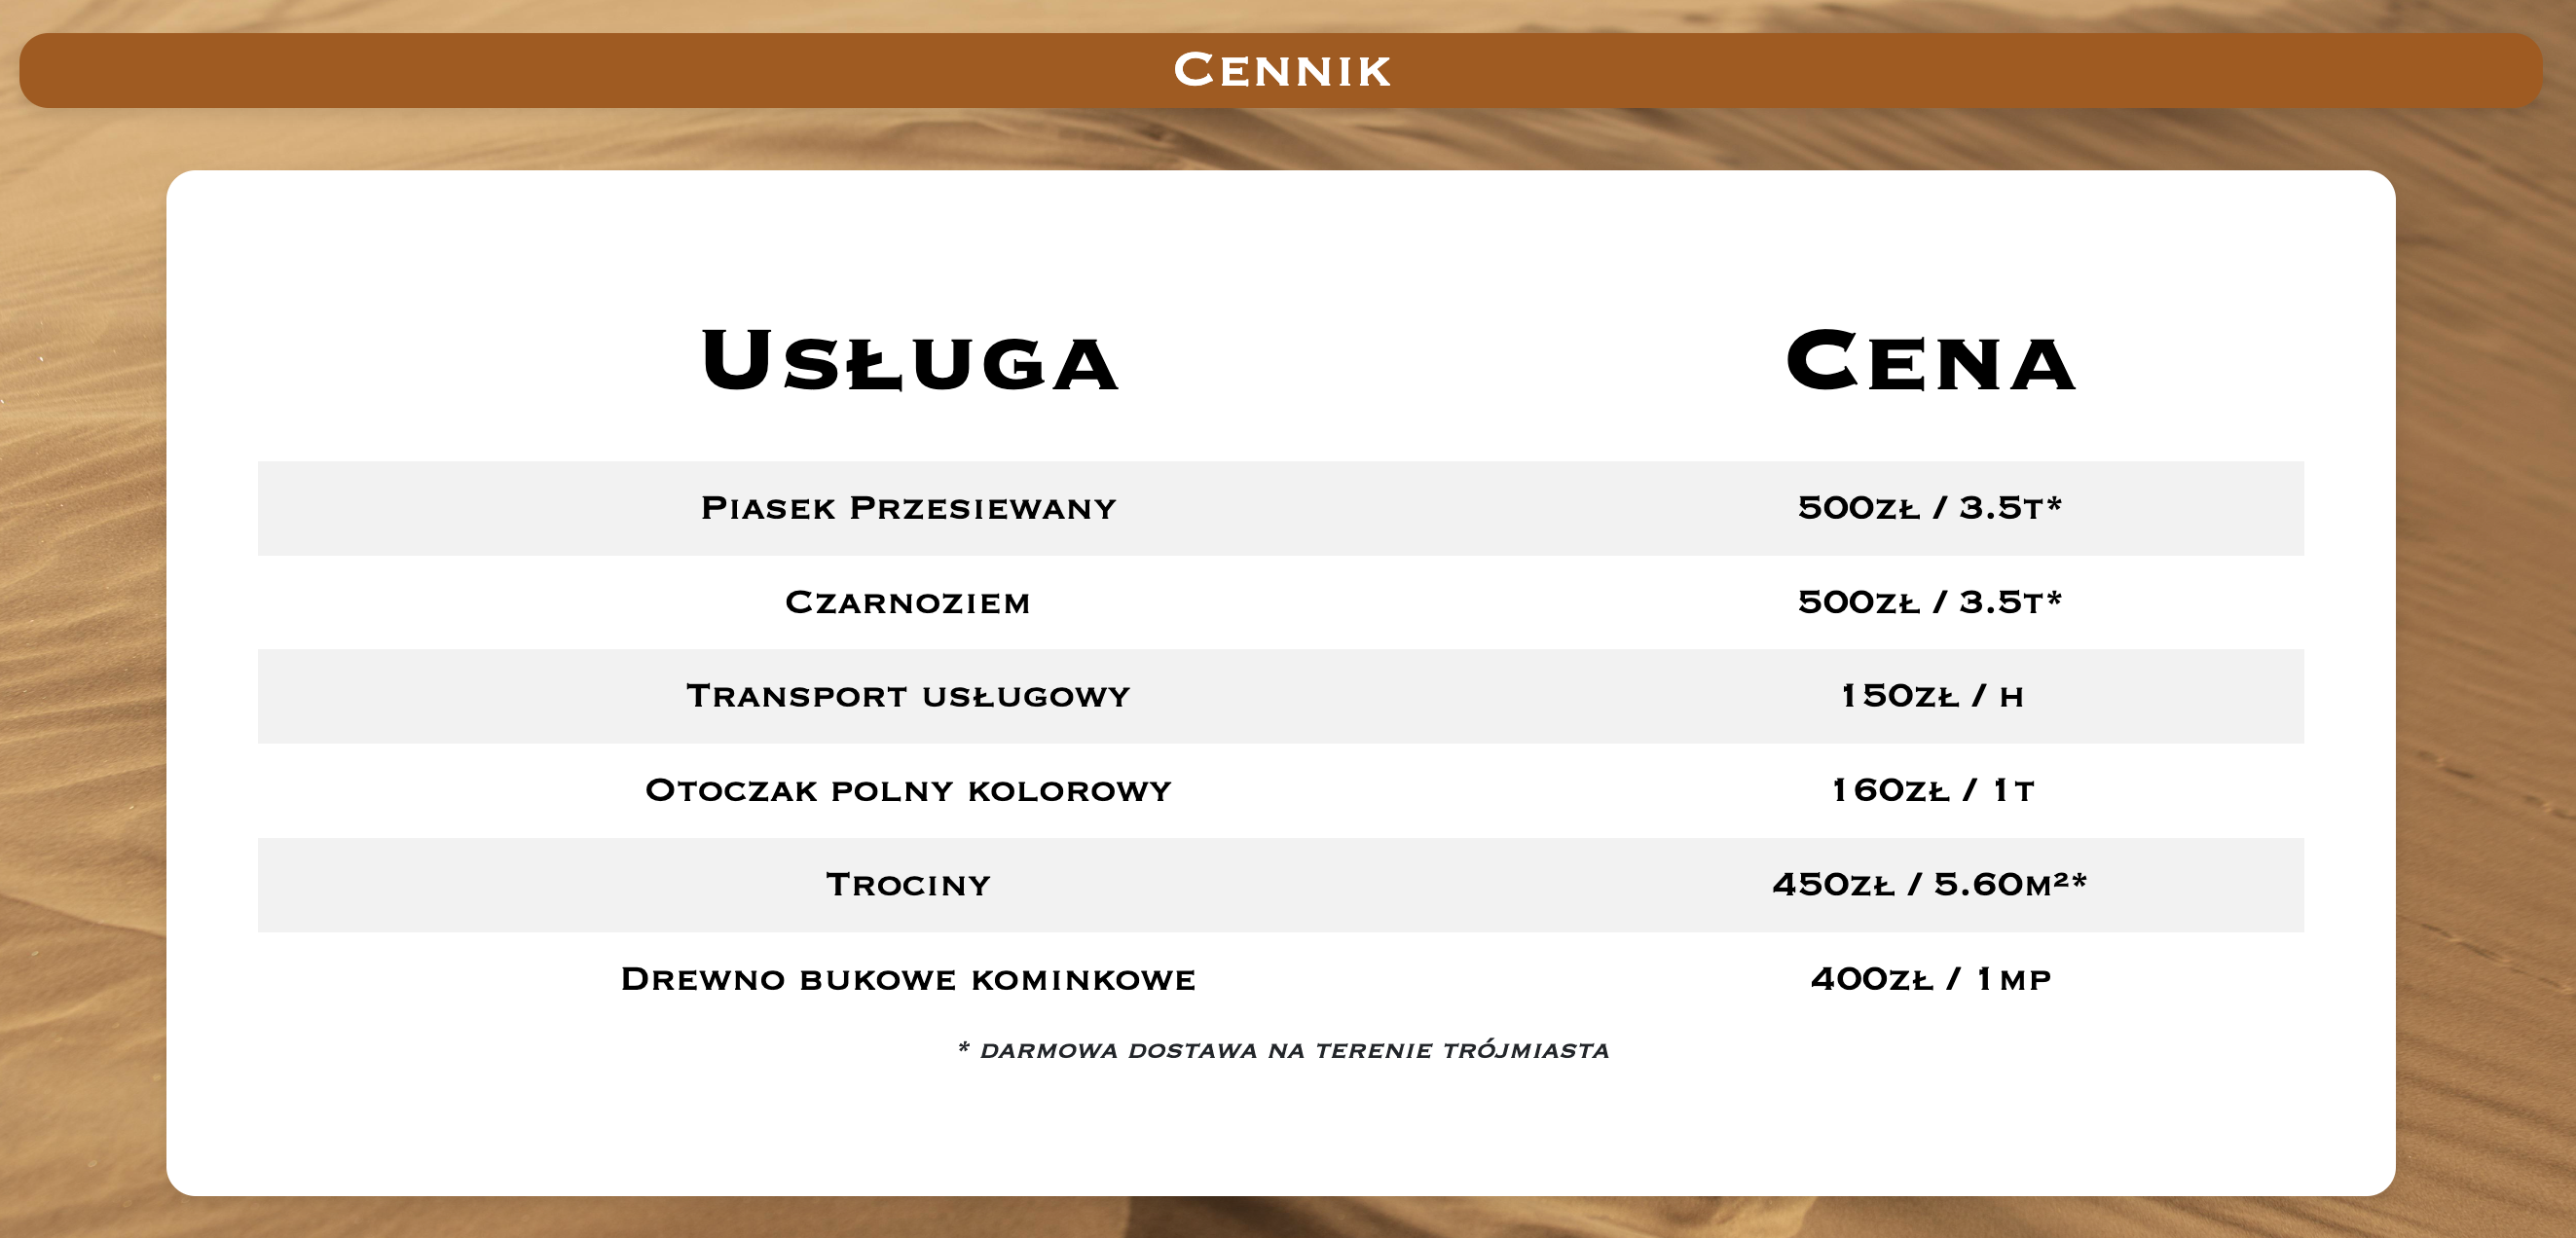 Cennik
Usługa Cena
Piasek Przesiewany 500zł / 3.5t*
Czarnoziem 500zł / 3.5t*
Transport usługowy 150zł / h
Otoczak polny kolorowy 160zł / 1t
Trociny 450zł / 5.60m²*
Drewno bukowe kominkowe 400zł / 1mp
* darmowa dostawa na terenie trójmiasta